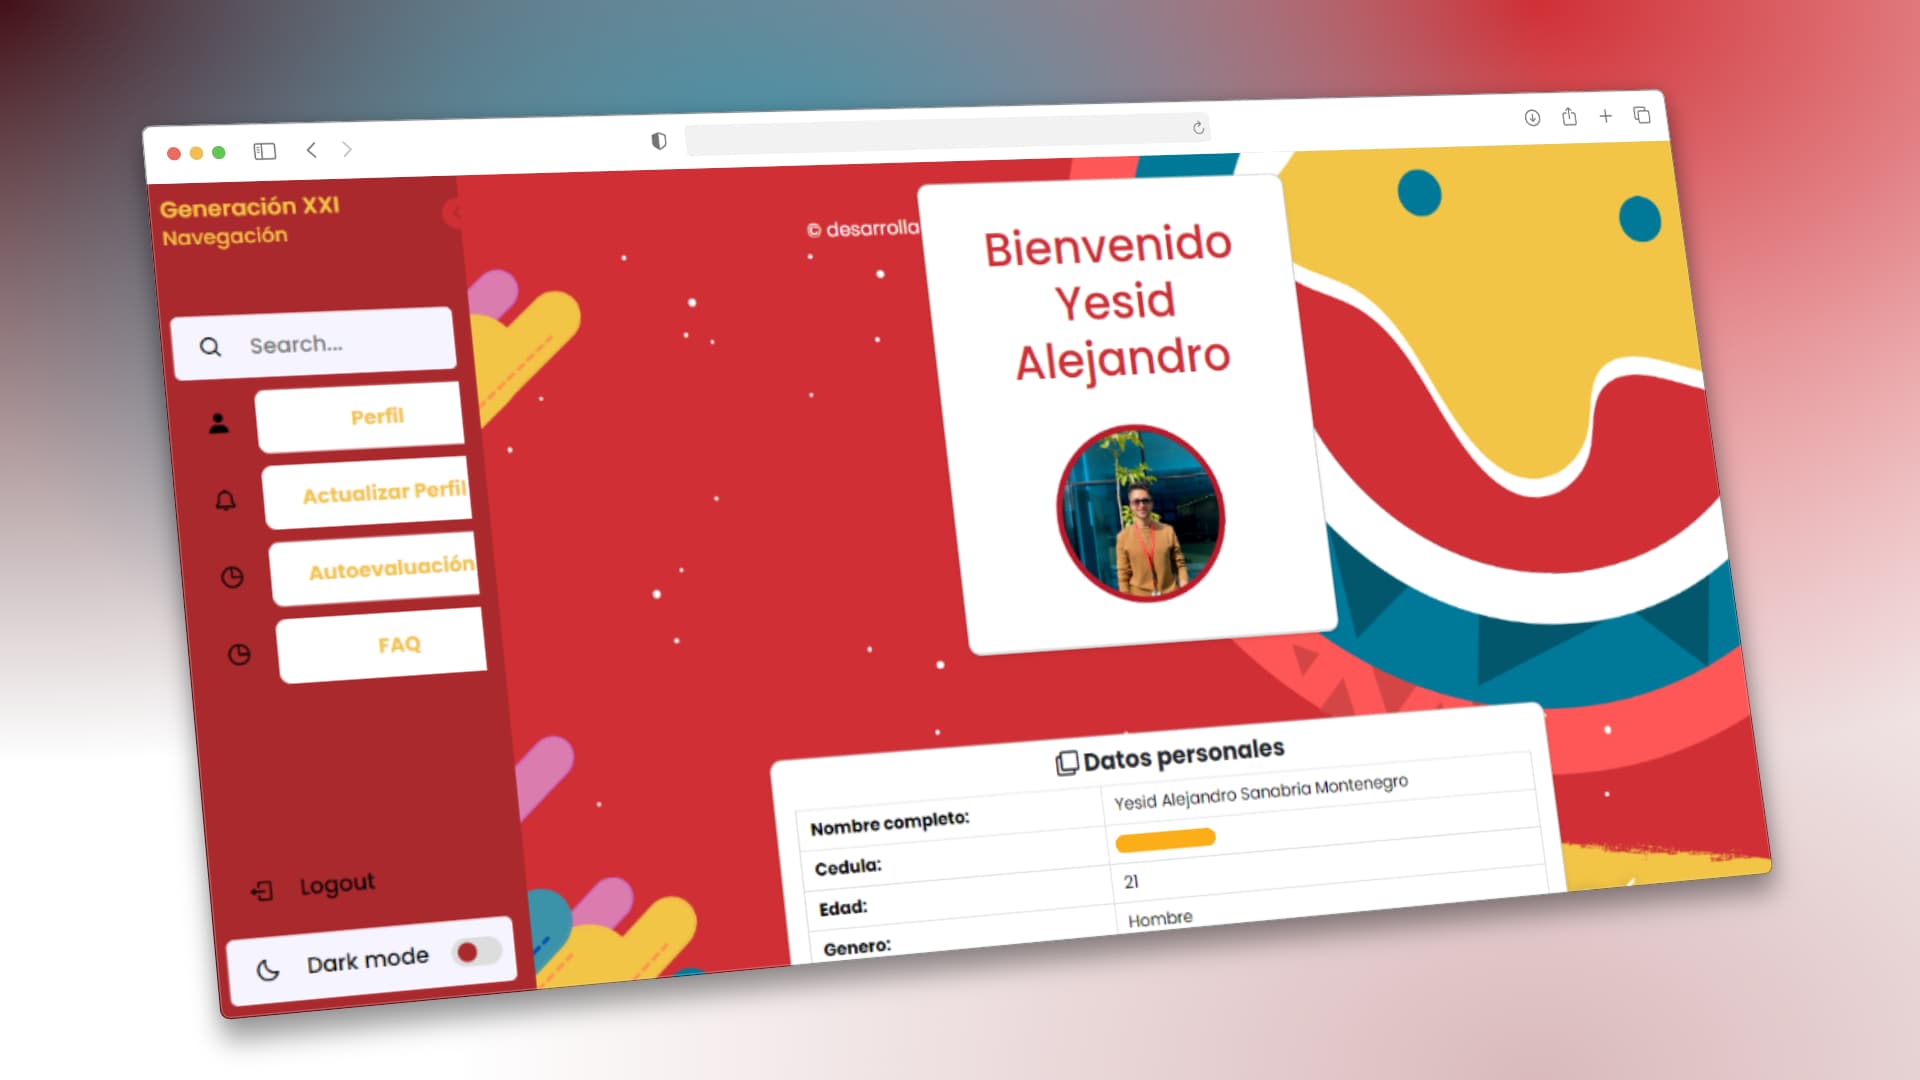 Generación XXI
Navegación
Search...
Perfil
Actualizar Perfil
Autoevaluación
FAQ
Logout
Dark mode
© desarrolla
Bienvenido
Yesid
Alejandro
Datos personales
Nombre completo: Yesid Alejandro Sanabria Montenegro
Cedula:
Edad: 21
Genero: Hombre